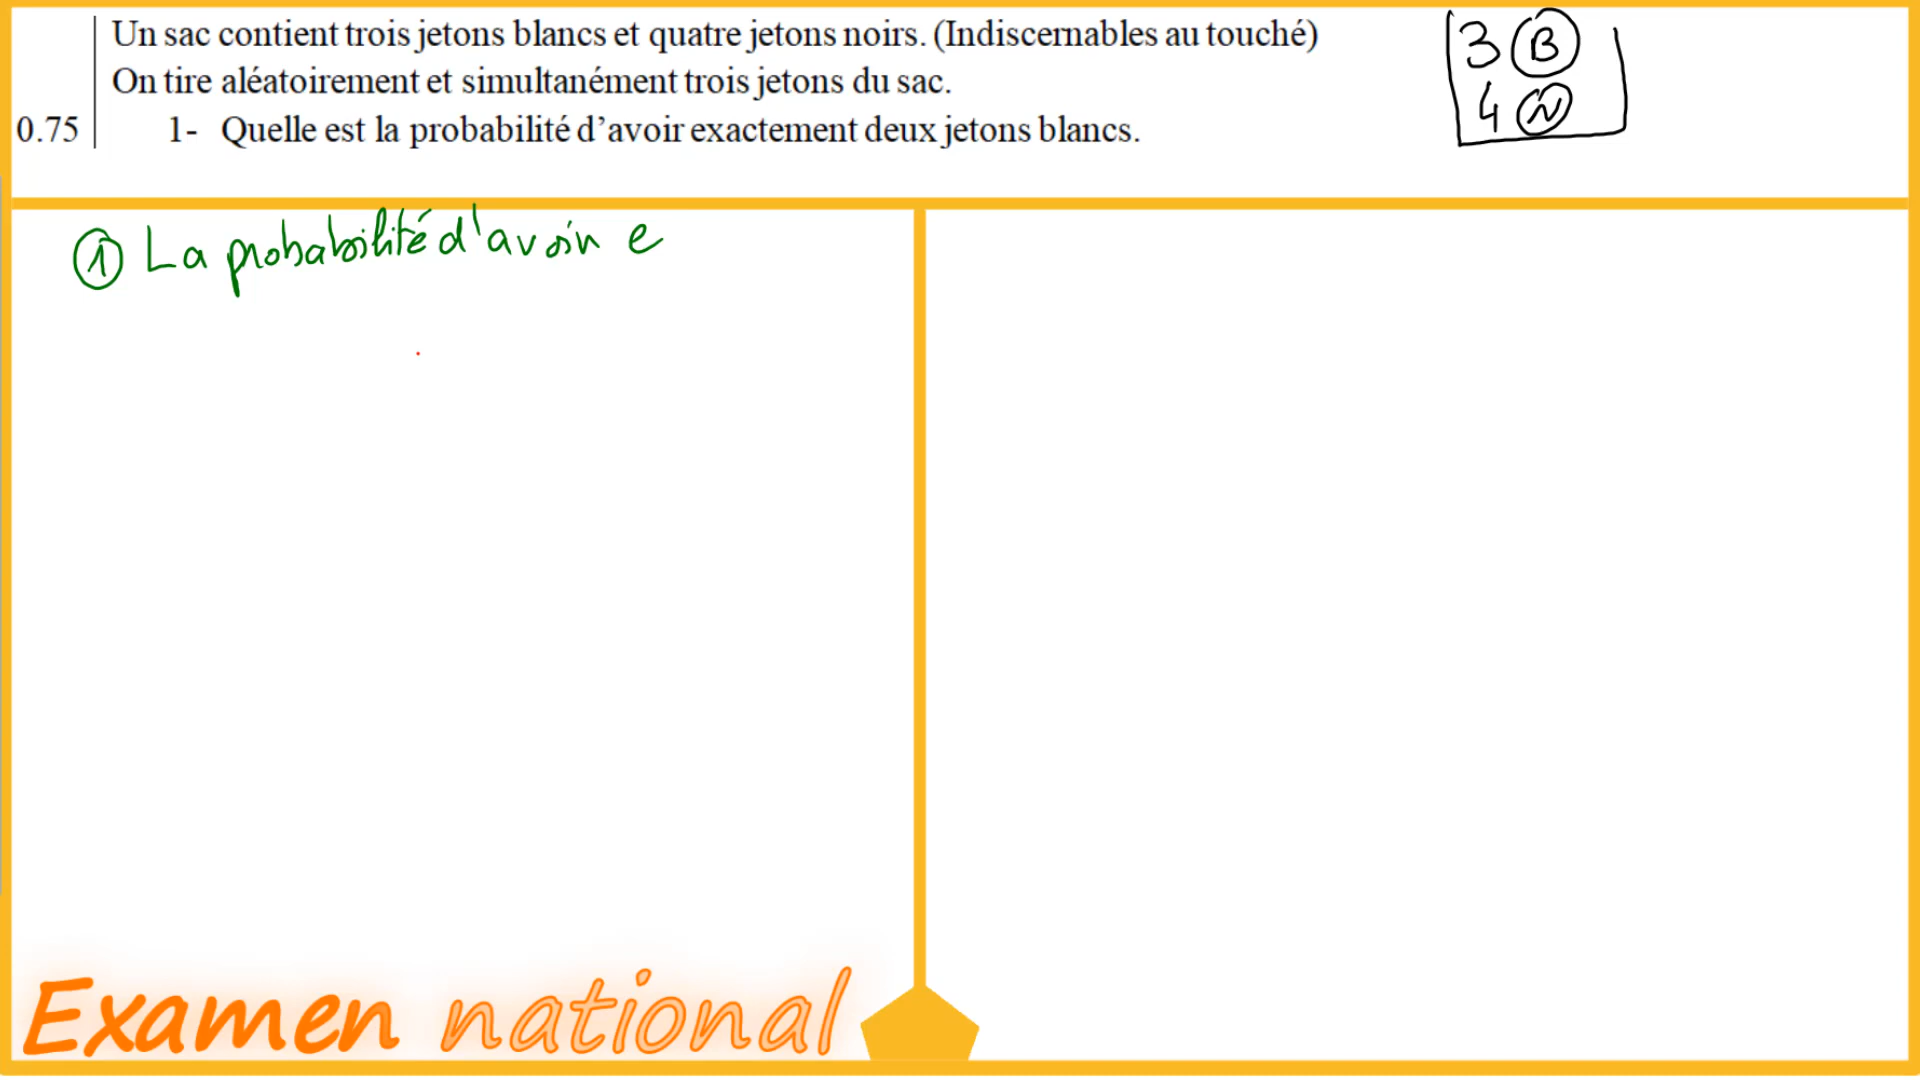 Un sac contient trois jetons blancs et quatre jetons noirs. (Indiscernables au touché)
On tire aléatoirement et simultanément trois jetons du sac.
0.75 1- Quelle est la probabilité d’avoir exactement deux jetons blancs.
3 B
4 N
1 La probabilité d'avoir e
Examen national